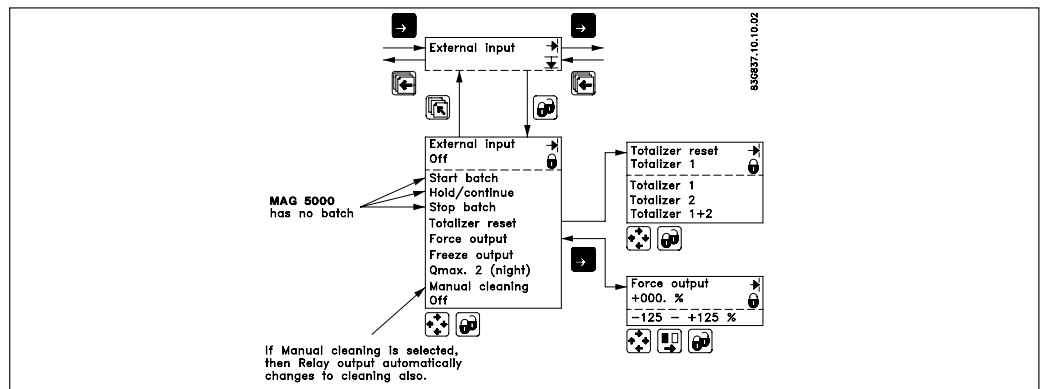 External input
83G837.10.10.02
External input
Off
Start batch
Hold/continue
Stop batch
Totalizer reset
Force output
Freeze output
Qmax. 2 (night)
Manual cleaning
Off
MAG 5000
has no batch
If Manual cleaning is selected,
then Relay output automatically
changes to cleaning also.
Totalizer reset
Totalizer 1
Totalizer 1
Totalizer 2
Totalizer 1+2
Force output
+000. %
-125 - +125 %